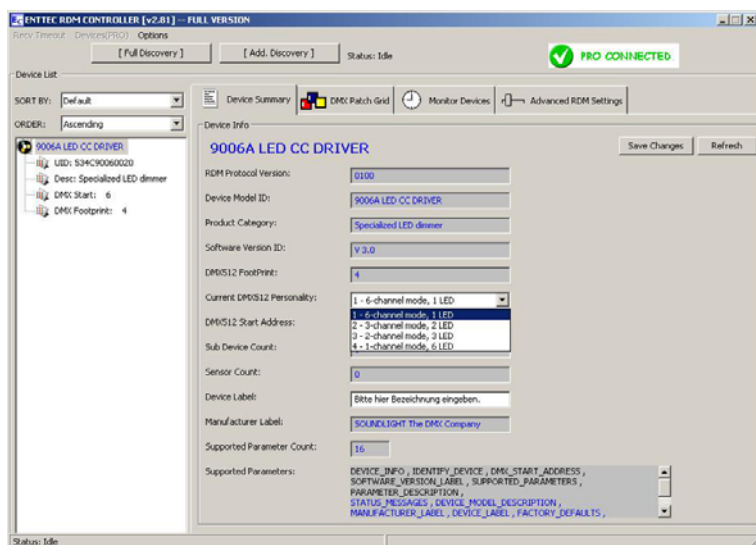 ENTTEC RDM CONTROLLER [v2.81] -- FULL VERSION
Recv Timeout Devices(PRO) Options
[ Full Discovery ] [ Add. Discovery ] Status: Idle PRO CONNECTED
Device List
SORT BY: Default
ORDER: Ascending
9006A LED CC DRIVER
UID: 534C90060020
Desc: Specialized LED dimmer
DMX Start: 6
DMX Footprint: 4
Device Summary DMX Patch Grid Monitor Devices Advanced RDM Settings
Device Info
9006A LED CC DRIVER Save Changes Refresh
RDM Protocol Version: 0100
Device Model ID: 9006A LED CC DRIVER
Product Category: Specialized LED dimmer
Software Version ID: V 3.0
DMX512 FootPrint: 4
Current DMX512 Personality: 1 - 6-channel mode, 1 LED
1 - 6-channel mode, 1 LED
DMX512 Start Address: 2 - 3-channel mode, 2 LED
3 - 2-channel mode, 3 LED
Sub Device Count: 4 - 1-channel mode, 6 LED
Sensor Count: 0
Device Label: Bitte hier Bezeichnung eingeben.
Manufacturer Label: SOUNDLIGHT The DMX Company
Supported Parameter Count: 16
Supported Parameters: DEVICE_INFO , IDENTIFY_DEVICE , DMX_START_ADDRESS ,
SOFTWARE_VERSION_LABEL , SUPPORTED_PARAMETERS ,
PARAMETER_DESCRIPTION ,
STATUS_MESSAGES , DEVICE_MODEL_DESCRIPTION ,
MANUFACTURER_LABEL , DEVICE_LABEL , FACTORY_DEFAULTS ,
Status: Idle